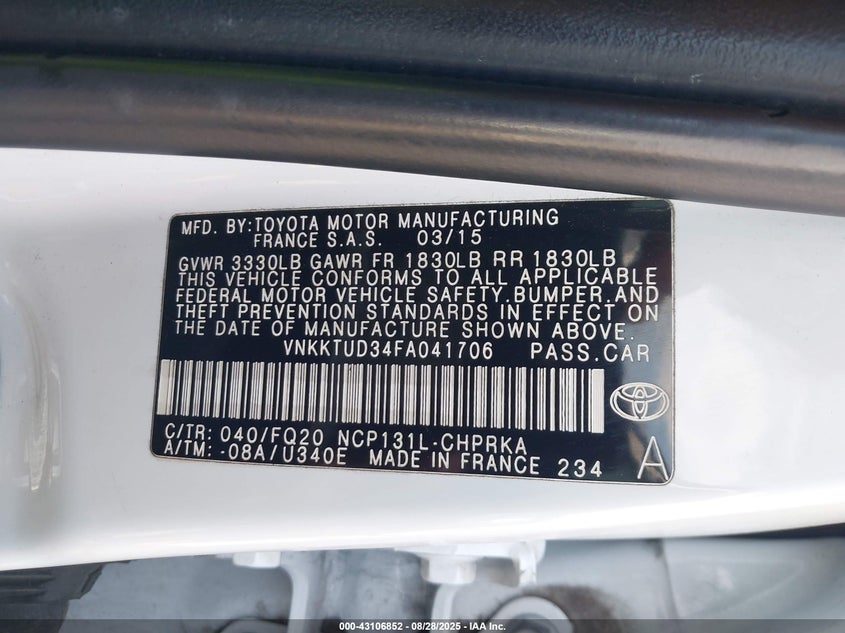 MFD. BY:TOYOTA MOTOR MANUFACTURING
FRANCE S.A.S. 03/15
GVWR 3330LB GAWR FR 1830LB RR 1830LB
THIS VEHICLE CONFORMS TO ALL APPLICABLE
FEDERAL MOTOR VEHICLE SAFETY,BUMPER,AND
THEFT PREVENTION STANDARDS IN EFFECT ON
THE DATE OF MANUFACTURE SHOWN ABOVE.
VNKKTUD34FA041706 PASS.CAR
C/TR: 040/FQ20 NCP131L-CHPRKA
A/TM: -08A/U340E MADE IN FRANCE 234 A
000-43106852 - 08/28/2025 - IAA Inc.